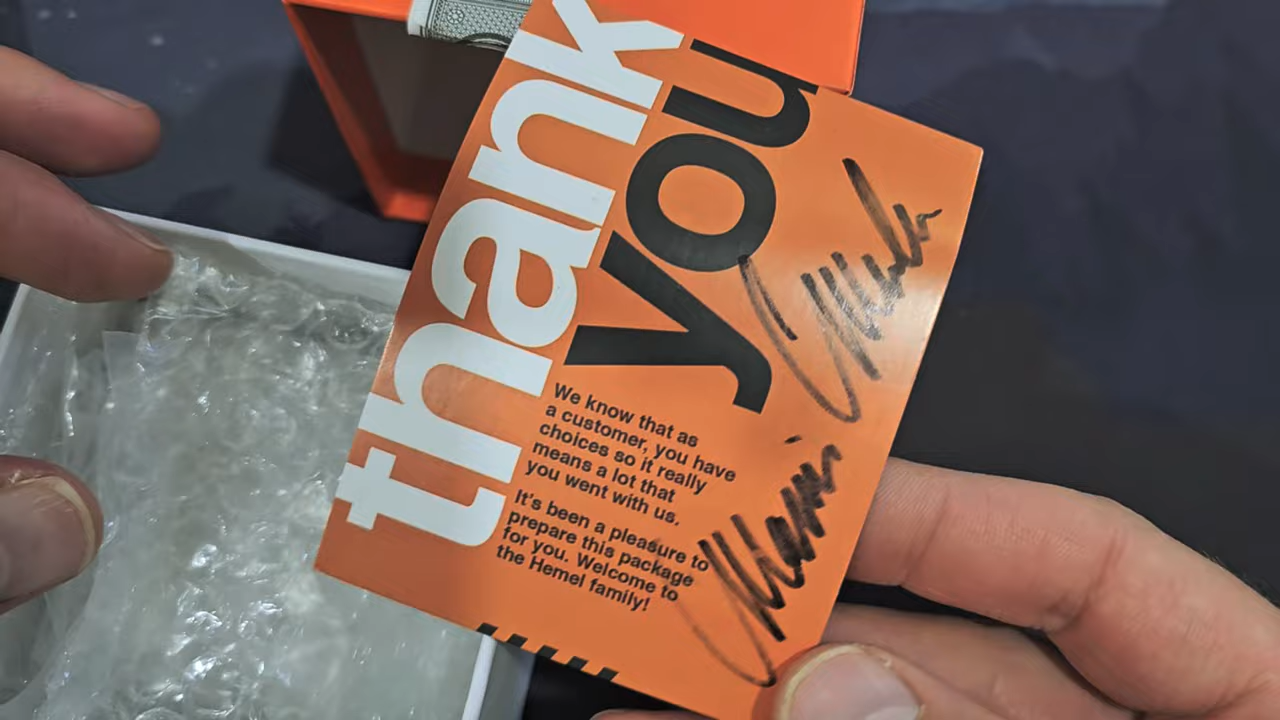 thank
you
We know that as
a customer, you have
choices so it really
means a lot that
you went with us.
It's been a pleasure to
prepare this package
for you. Welcome to
the Hemel family!